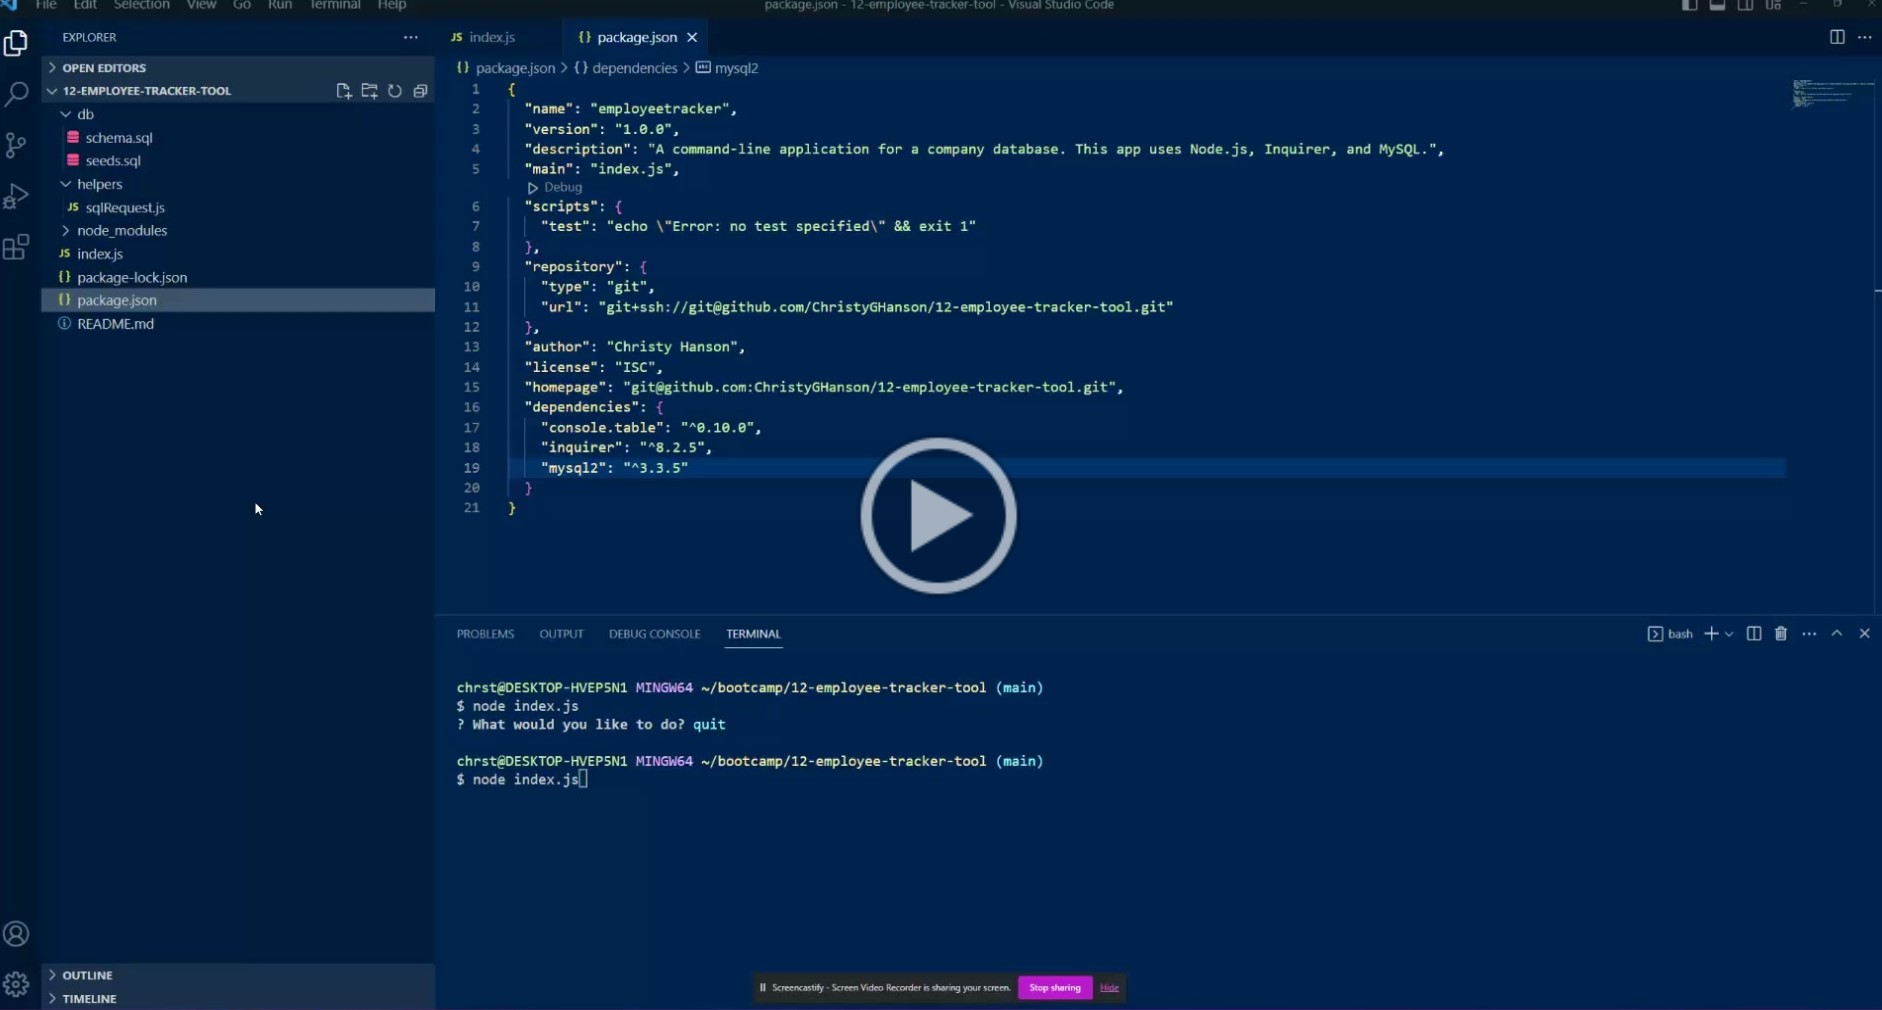 File Edit Selection View Go Run Terminal Help
package.json - 12-employee-tracker-tool - Visual Studio Code
EXPLORER
OPEN EDITORS
12-EMPLOYEE-TRACKER-TOOL
db
schema.sql
seeds.sql
helpers
JS sqlRequest.js
node_modules
JS index.js
{} package-lock.json
{} package.json
README.md
OUTLINE
TIMELINE
JS index.js
{} package.json
{} package.json > {} dependencies > mysql2
1 {
2 "name": "employeetracker",
3 "version": "1.0.0",
4 "description": "A command-line application for a company database. This app uses Node.js, Inquirer, and MySQL.",
5 "main": "index.js",
Debug
6 "scripts": {
7 "test": "echo \"Error: no test specified\" && exit 1"
8 },
9 "repository": {
10 "type": "git",
11 "url": "git+ssh://git@github.com/ChristyGHanson/12-employee-tracker-tool.git"
12 },
13 "author": "Christy Hanson",
14 "license": "ISC",
15 "homepage": "git@github.com:ChristyGHanson/12-employee-tracker-tool.git",
16 "dependencies": {
17 "console.table": "^0.10.0",
18 "inquirer": "^8.2.5",
19 "mysql2": "^3.3.5"
20 }
21 }
PROBLEMS OUTPUT DEBUG CONSOLE TERMINAL
bash
chrst@DESKTOP-HVEP5N1 MINGW64 ~/bootcamp/12-employee-tracker-tool (main)
$ node index.js
? What would you like to do? quit
chrst@DESKTOP-HVEP5N1 MINGW64 ~/bootcamp/12-employee-tracker-tool (main)
$ node index.js
Screencastify - Screen Video Recorder is sharing your screen. Stop sharing Hide